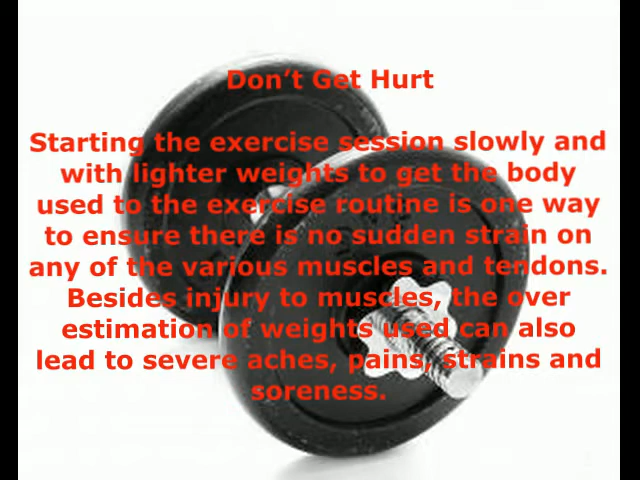 Don’t Get Hurt
Starting the exercise session slowly and
with lighter weights to get the body
used to the exercise routine is one way
to ensure there is no sudden strain on
any of the various muscles and tendons.
Besides injury to muscles, the over
estimation of weights used can also
lead to severe aches, pains, strains and
soreness.